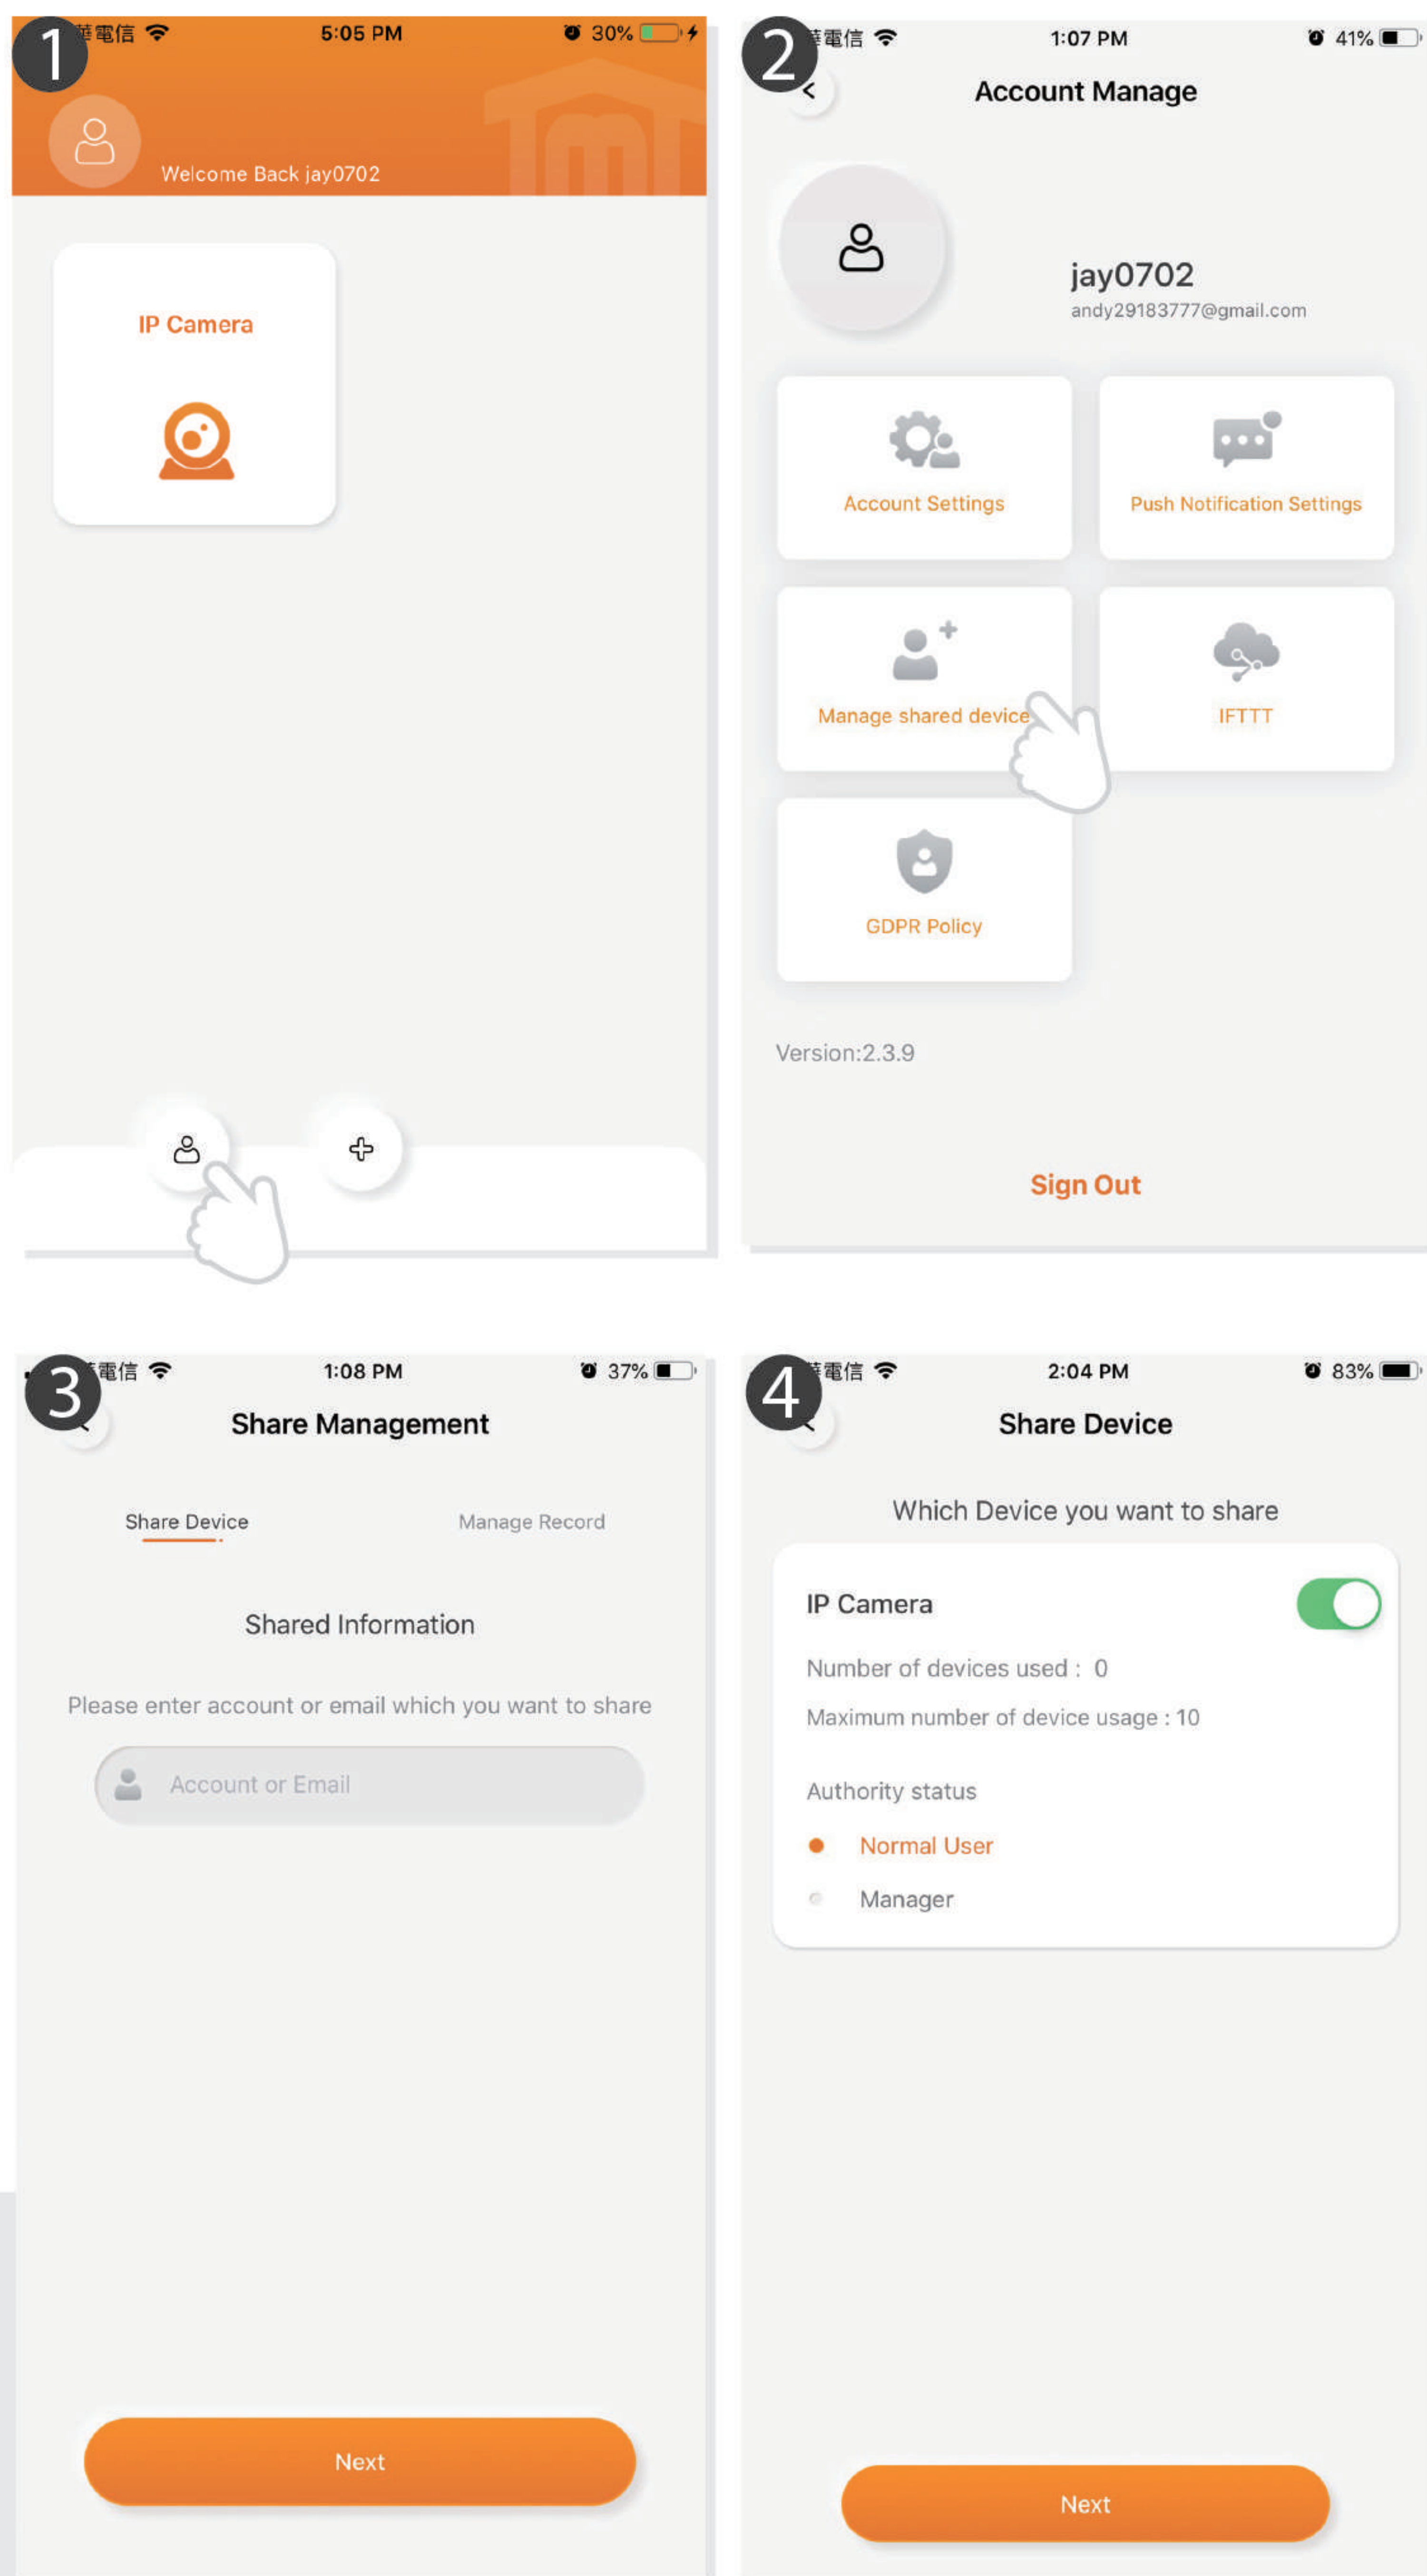 1
華電信
5:05 PM
30%
Welcome Back jay0702
IP Camera
2
華電信
1:07 PM
41%
Account Manage
jay0702
andy29183777@gmail.com
Account Settings
Push Notification Settings
Manage shared device
IFTTT
GDPR Policy
Version:2.3.9
Sign Out
3
電信
1:08 PM
37%
Share Management
Share Device
Manage Record
Shared Information
Please enter account or email which you want to share
Account or Email
Next
4
華電信
2:04 PM
83%
Share Device
Which Device you want to share
IP Camera
Number of devices used : 0
Maximum number of device usage : 10
Authority status
Normal User
Manager
Next